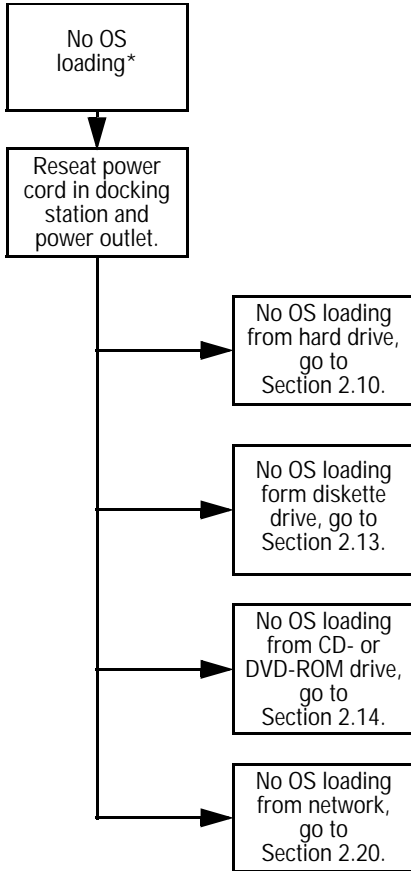 No OS
loading*
Reseat power
cord in docking
station and
power outlet.
No OS loading
from hard drive,
go to
Section 2.10.
No OS loading
form diskette
drive, go to
Section 2.13.
No OS loading
from CD- or
DVD-ROM drive,
go to
Section 2.14.
No OS loading
from network,
go to
Section 2.20.